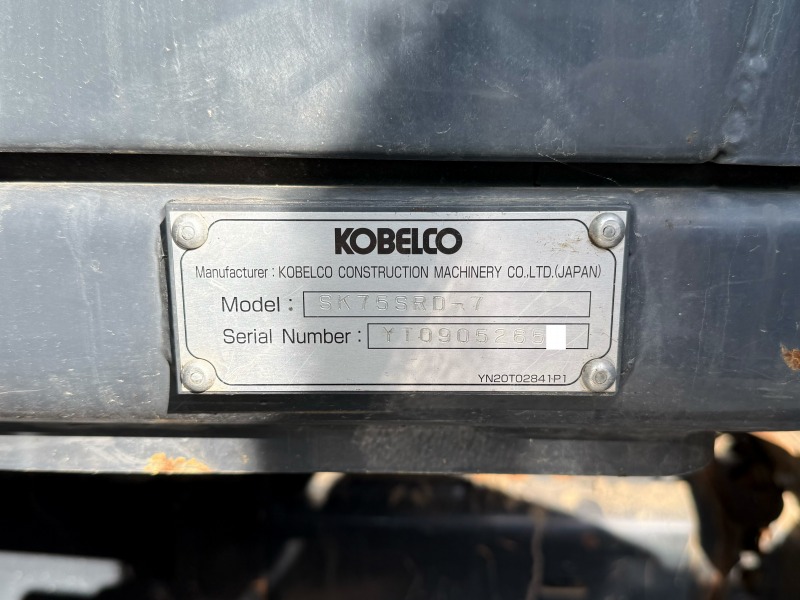 KOBELCO
Manufacturer : KOBELCO CONSTRUCTION MACHINERY CO.,LTD.(JAPAN)
Model : SK75SRD-7
Serial Number : YT0905265
YN20T02841P1